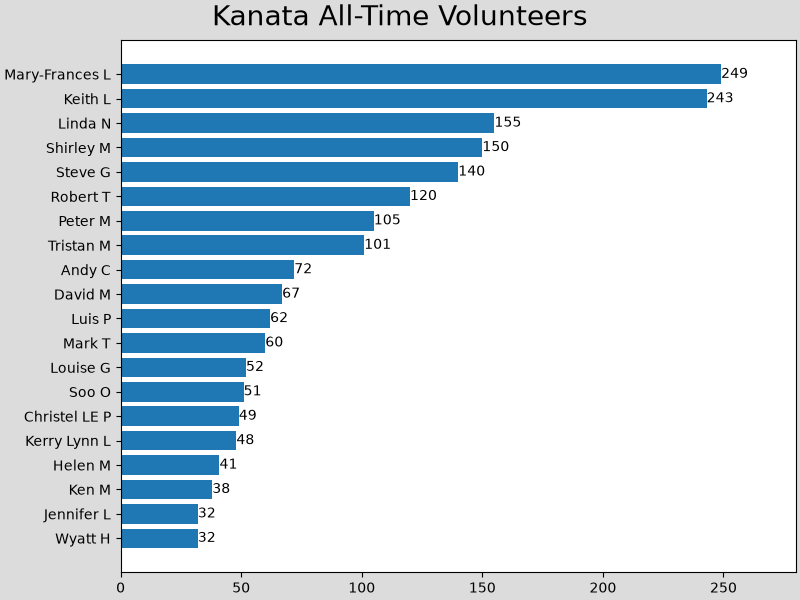 Kanata All-Time Volunteers
Mary-Frances L 249
Keith L 243
Linda N 155
Shirley M 150
Steve G 140
Robert T 120
Peter M 105
Tristan M 101
Andy C 72
David M 67
Luis P 62
Mark T 60
Louise G 52
Soo O 51
Christel LE P 49
Kerry Lynn L 48
Helen M 41
Ken M 38
Jennifer L 32
Wyatt H 32
0 50 100 150 200 250